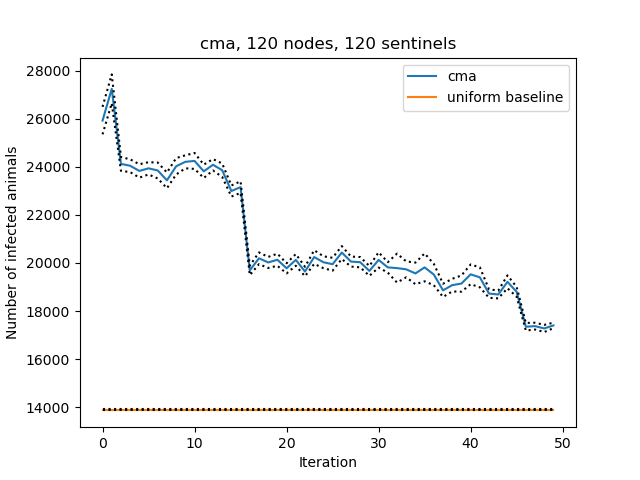 cma, 120 nodes, 120 sentinels
cma
uniform baseline
Number of infected animals
28000
26000
24000
22000
20000
18000
16000
14000
0 10 20 30 40 50
Iteration